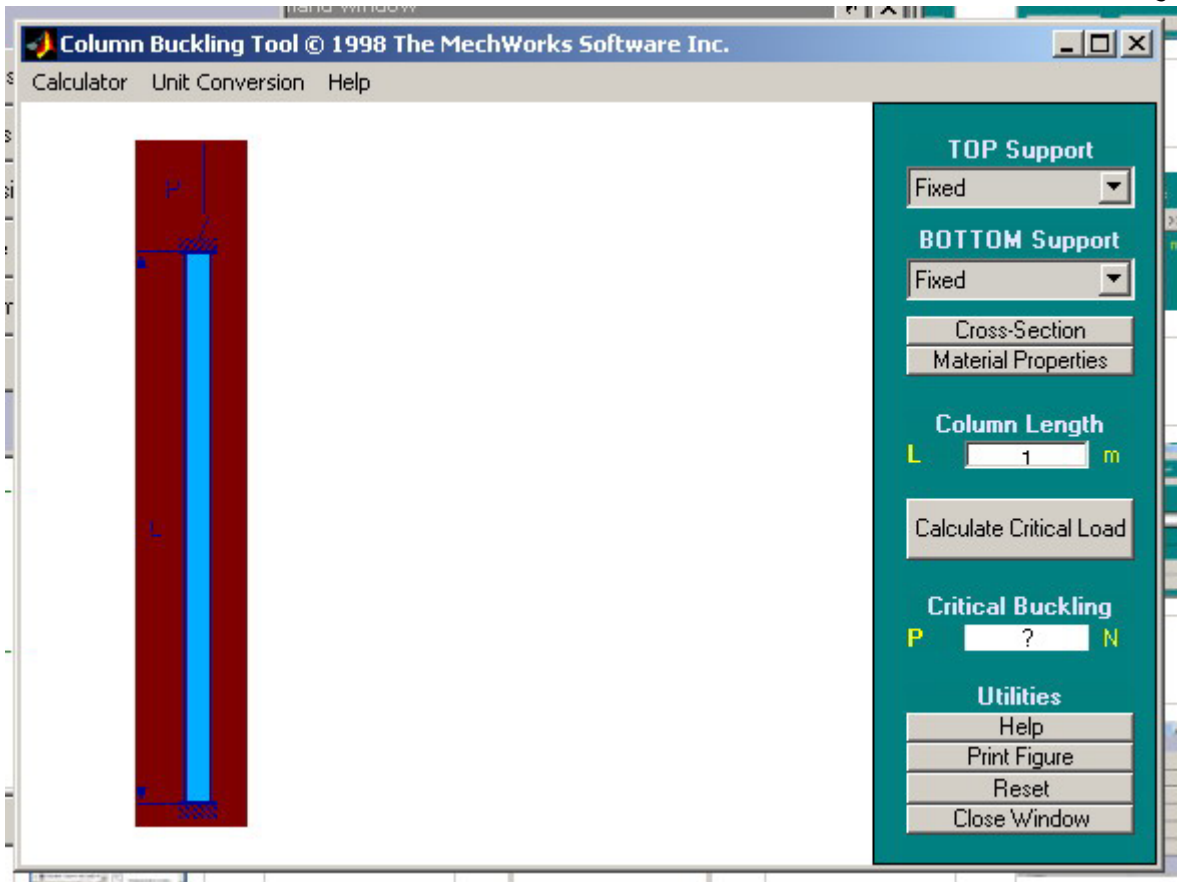 Column Buckling Tool © 1998 The MechWorks Software Inc.
Calculator Unit Conversion Help
P
L
TOP Support
Fixed
BOTTOM Support
Fixed
Cross-Section
Material Properties
Column Length
L 1 m
Calculate Critical Load
Critical Buckling
P ? N
Utilities
Help
Print Figure
Reset
Close Window